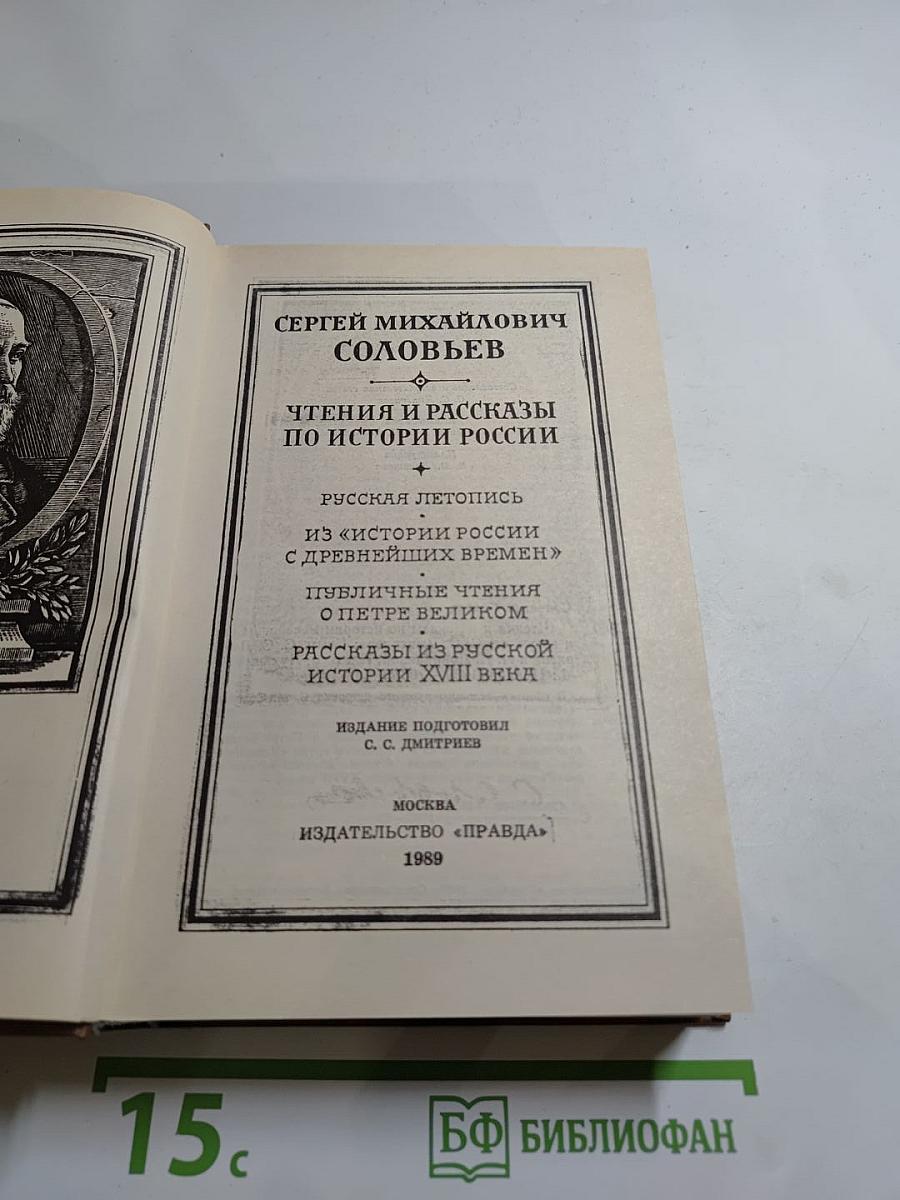 СЕРГЕЙ МИХАЙЛОВИЧ
СОЛОВЬЕВ
ЧТЕНИЯ И РАССКАЗЫ
ПО ИСТОРИИ РОССИИ
РУССКАЯ ЛЕТОПИСЬ
ИЗ «ИСТОРИИ РОССИИ
С ДРЕВНЕЙШИХ ВРЕМЕН»
ПУБЛИЧНЫЕ ЧТЕНИЯ
О ПЕТРЕ ВЕЛИКОМ
РАССКАЗЫ ИЗ РУССКОЙ
ИСТОРИИ XVIII ВЕКА
ИЗДАНИЕ ПОДГОТОВИЛ
С. С. ДМИТРИЕВ
МОСКВА
ИЗДАТЕЛЬСТВО «ПРАВДА»
1989
15 с
БФ БИБЛИОФАН